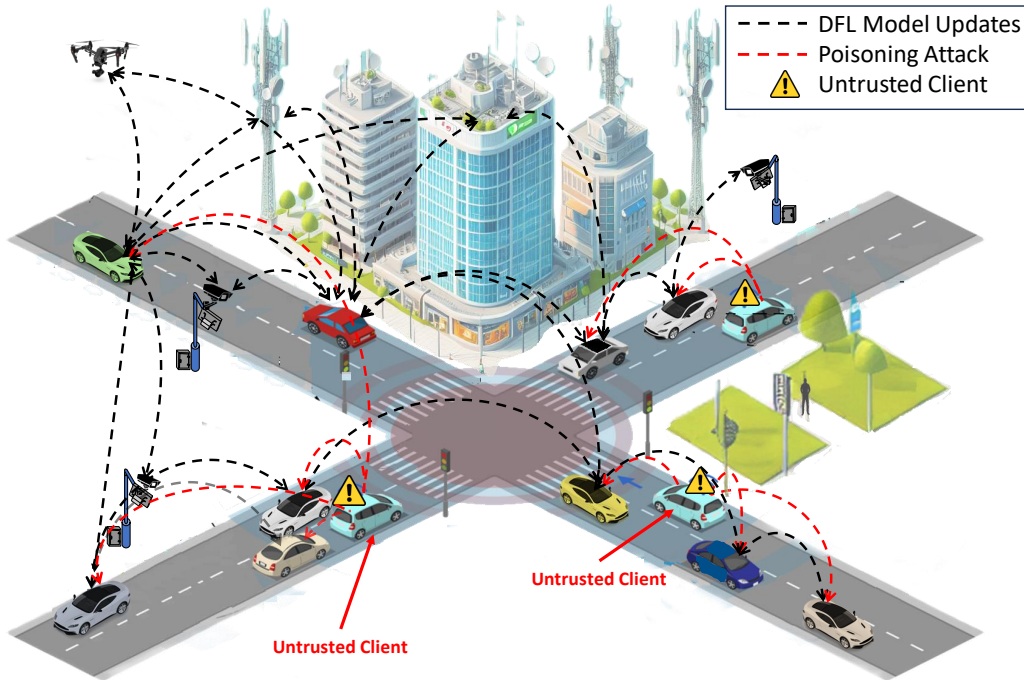 DFL Model Updates
Poisoning Attack
Untrusted Client
Untrusted Client
Untrusted Client